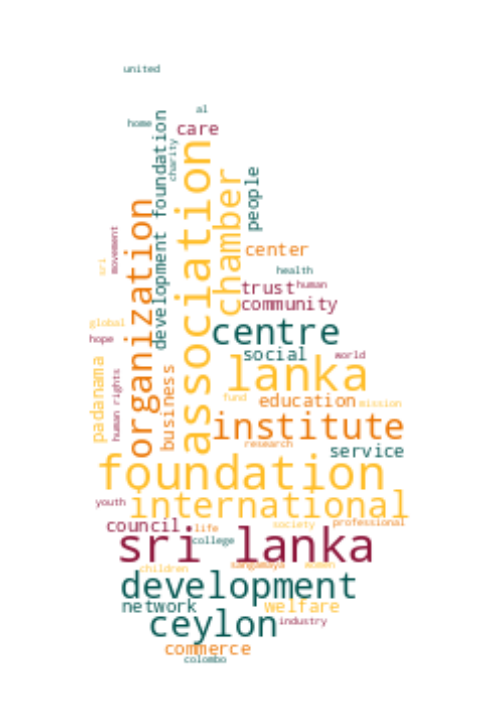 united
al
home
care
development foundation
charity
association
people
chamber
organization
movement
sri
center
health
trust
human
community
global
centre
hope
social
world
padanama
human rights
business
lanka
fund
education
mission
institute
research
service
foundation
international
youth
council
life
society
professional
sri lanka
college
children
sangamaya
women
development
network
welfare
ceylon
industry
commerce
colombo